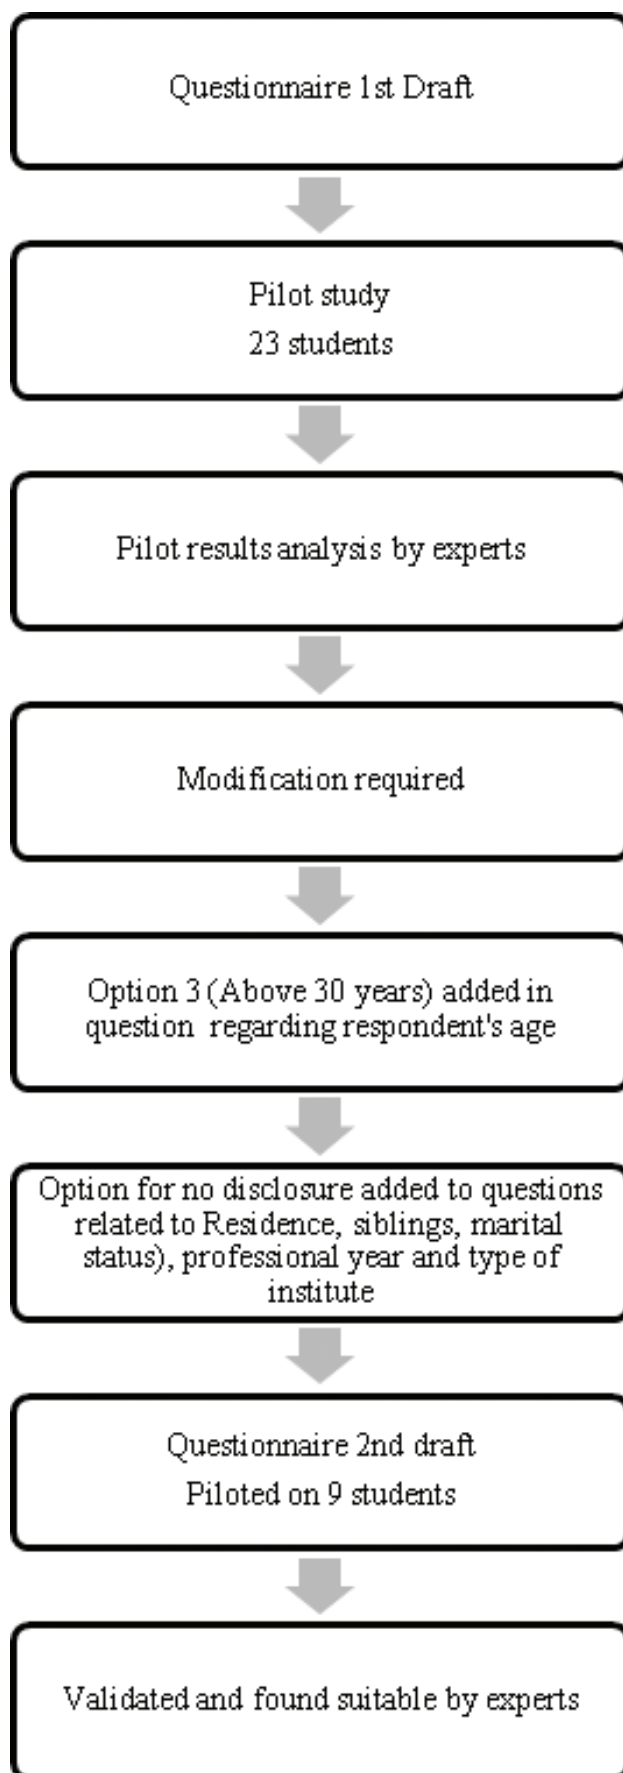 Questionnaire 1st Draft
Pilot study
23 students
Pilot results analysis by experts
Modification required
Option 3 (Above 30 years) added in
question regarding respondent's age
Option for no disclosure added to questions
related to Residence, siblings, marital
status), professional year and type of
institute
Questionnaire 2nd draft
Piloted on 9 students
Validated and found suitable by experts